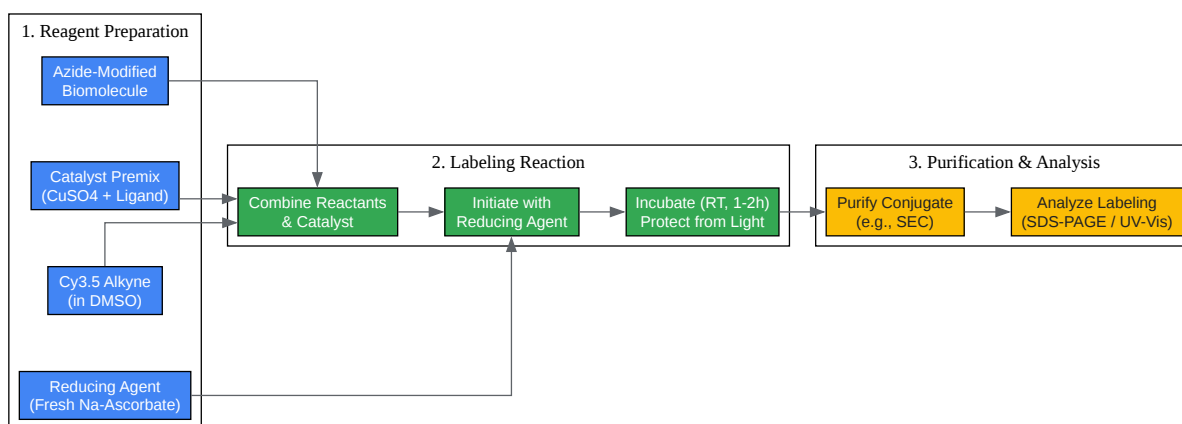 1. Reagent Preparation
Azide-Modified
Biomolecule
Catalyst Premix
(CuSO4 + Ligand)
Cy3.5 Alkyne
(in DMSO)
Reducing Agent
(Fresh Na-Ascorbate)
2. Labeling Reaction
Combine Reactants
& Catalyst
Initiate with
Reducing Agent
Incubate (RT, 1-2h)
Protect from Light
3. Purification & Analysis
Purify Conjugate
(e.g., SEC)
Analyze Labeling
(SDS-PAGE / UV-Vis)